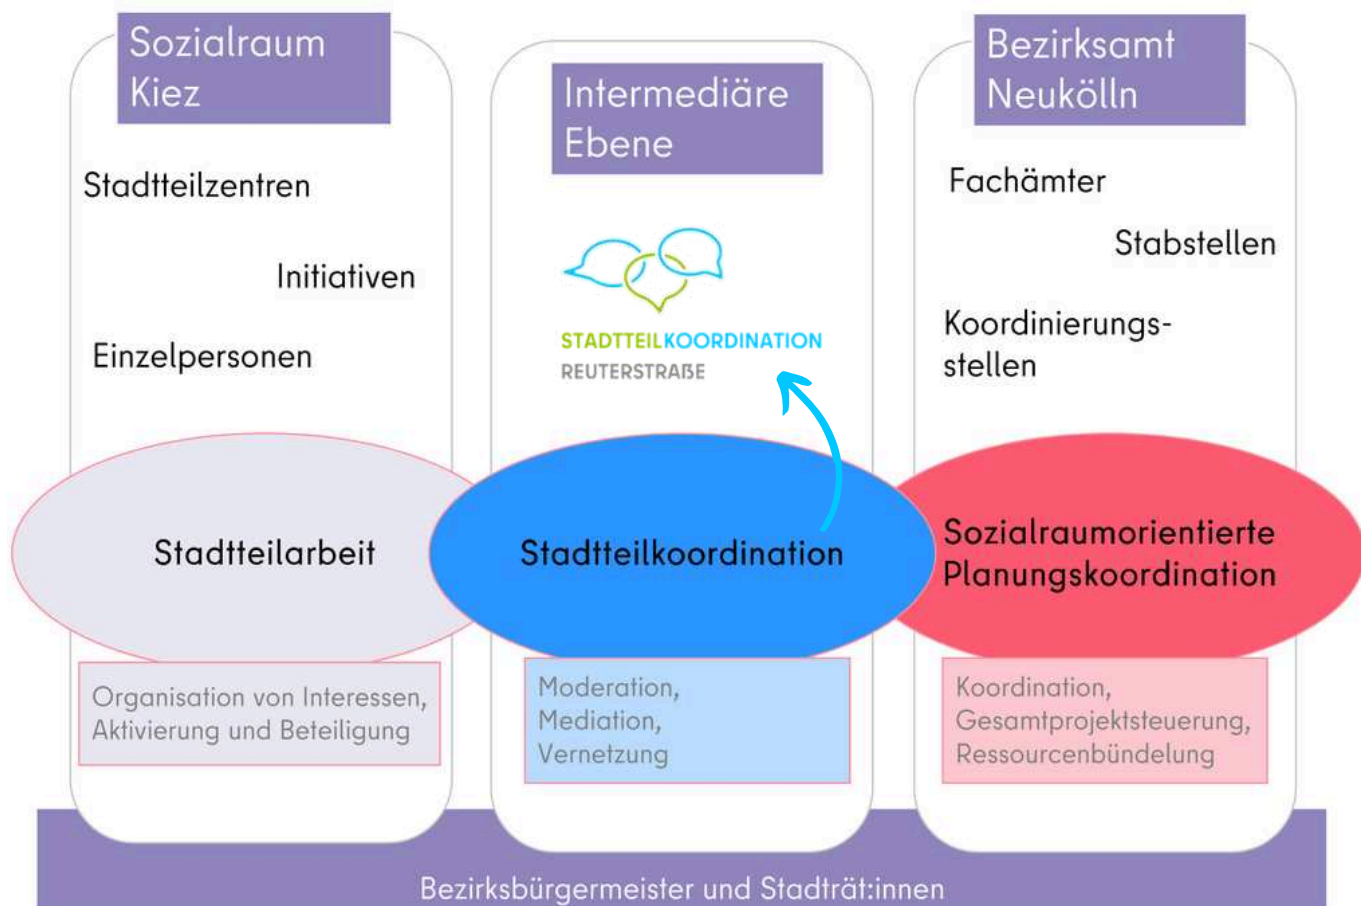 Sozialraum
Kiez
Stadtteilzentren
Initiativen
Einzelpersonen
Stadtteilarbeit
Organisation von Interessen,
Aktivierung und Beteiligung
Intermediäre
Ebene
STADTTEILKOORDINATION
REUTERSTRAßE
Stadtteilkoordination
Moderation,
Mediation,
Vernetzung
Bezirksamt
Neukölln
Fachämter
Stabstellen
Koordinierungs-
stellen
Sozialraumorientierte
Planungskoordination
Koordination,
Gesamtprojektsteuerung,
Ressourcenbündelung
Bezirksbürgermeister und Stadträt:innen